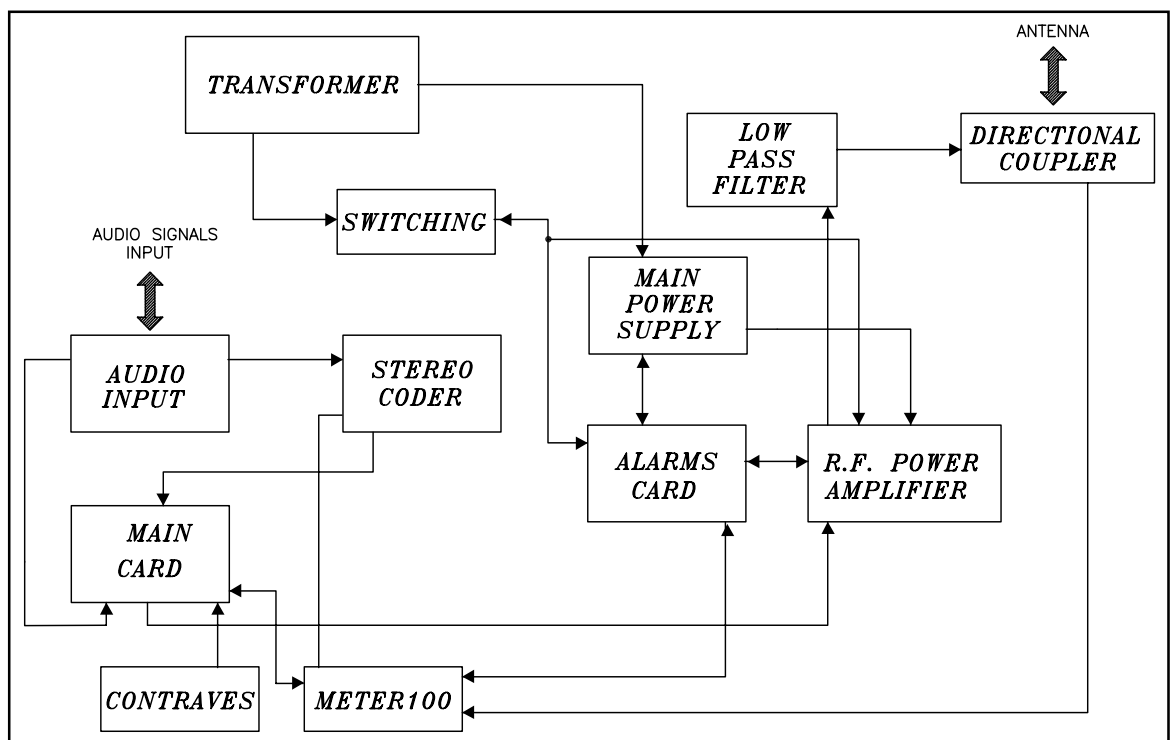 ANTENNA
TRANSFORMER
LOW
PASS
FILTER
DIRECTIONAL
COUPLER
SWITCHING
AUDIO SIGNALS
INPUT
MAIN
POWER
SUPPLY
AUDIO
INPUT
STEREO
CODER
ALARMS
CARD
R.F. POWER
AMPLIFIER
MAIN
CARD
CONTRAVES
METER100